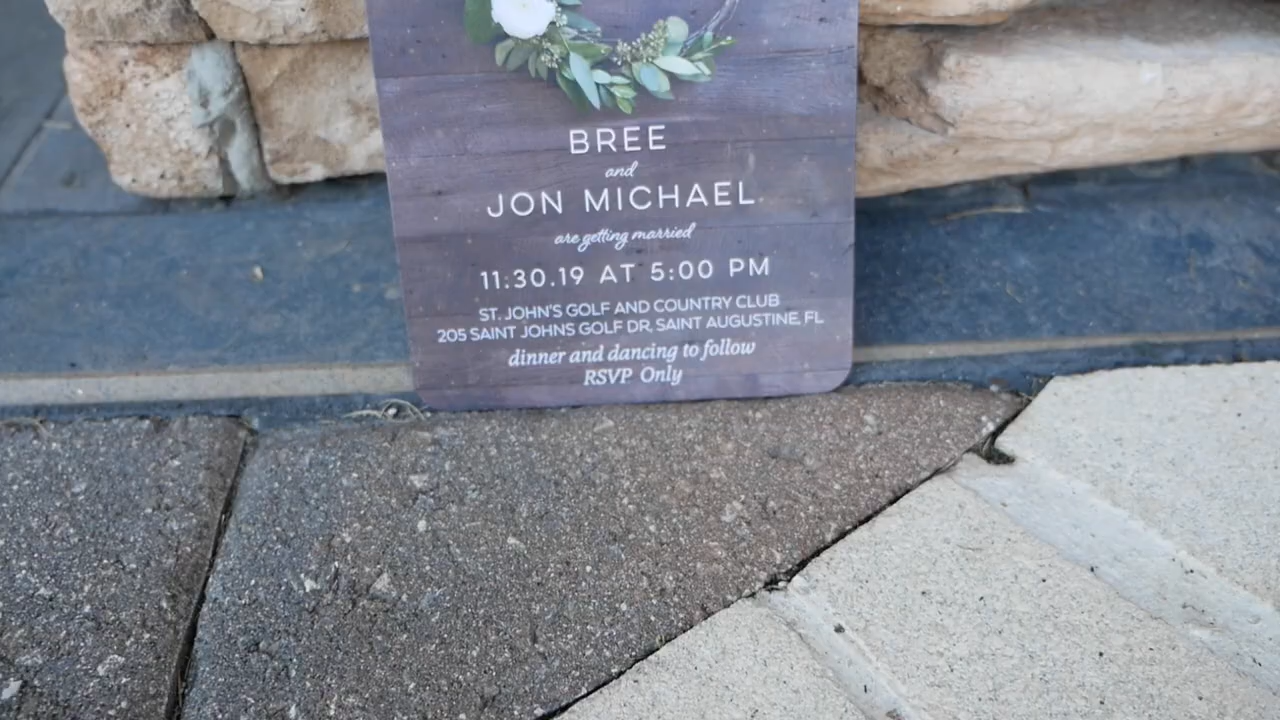 BREE
and
JON MICHAEL
are getting married
11:30.19 AT 5:00 PM
ST. JOHN'S GOLF AND COUNTRY CLUB
205 SAINT JOHNS GOLF DR, SAINT AUGUSTINE, FL
dinner and dancing to follow
RSVP Only